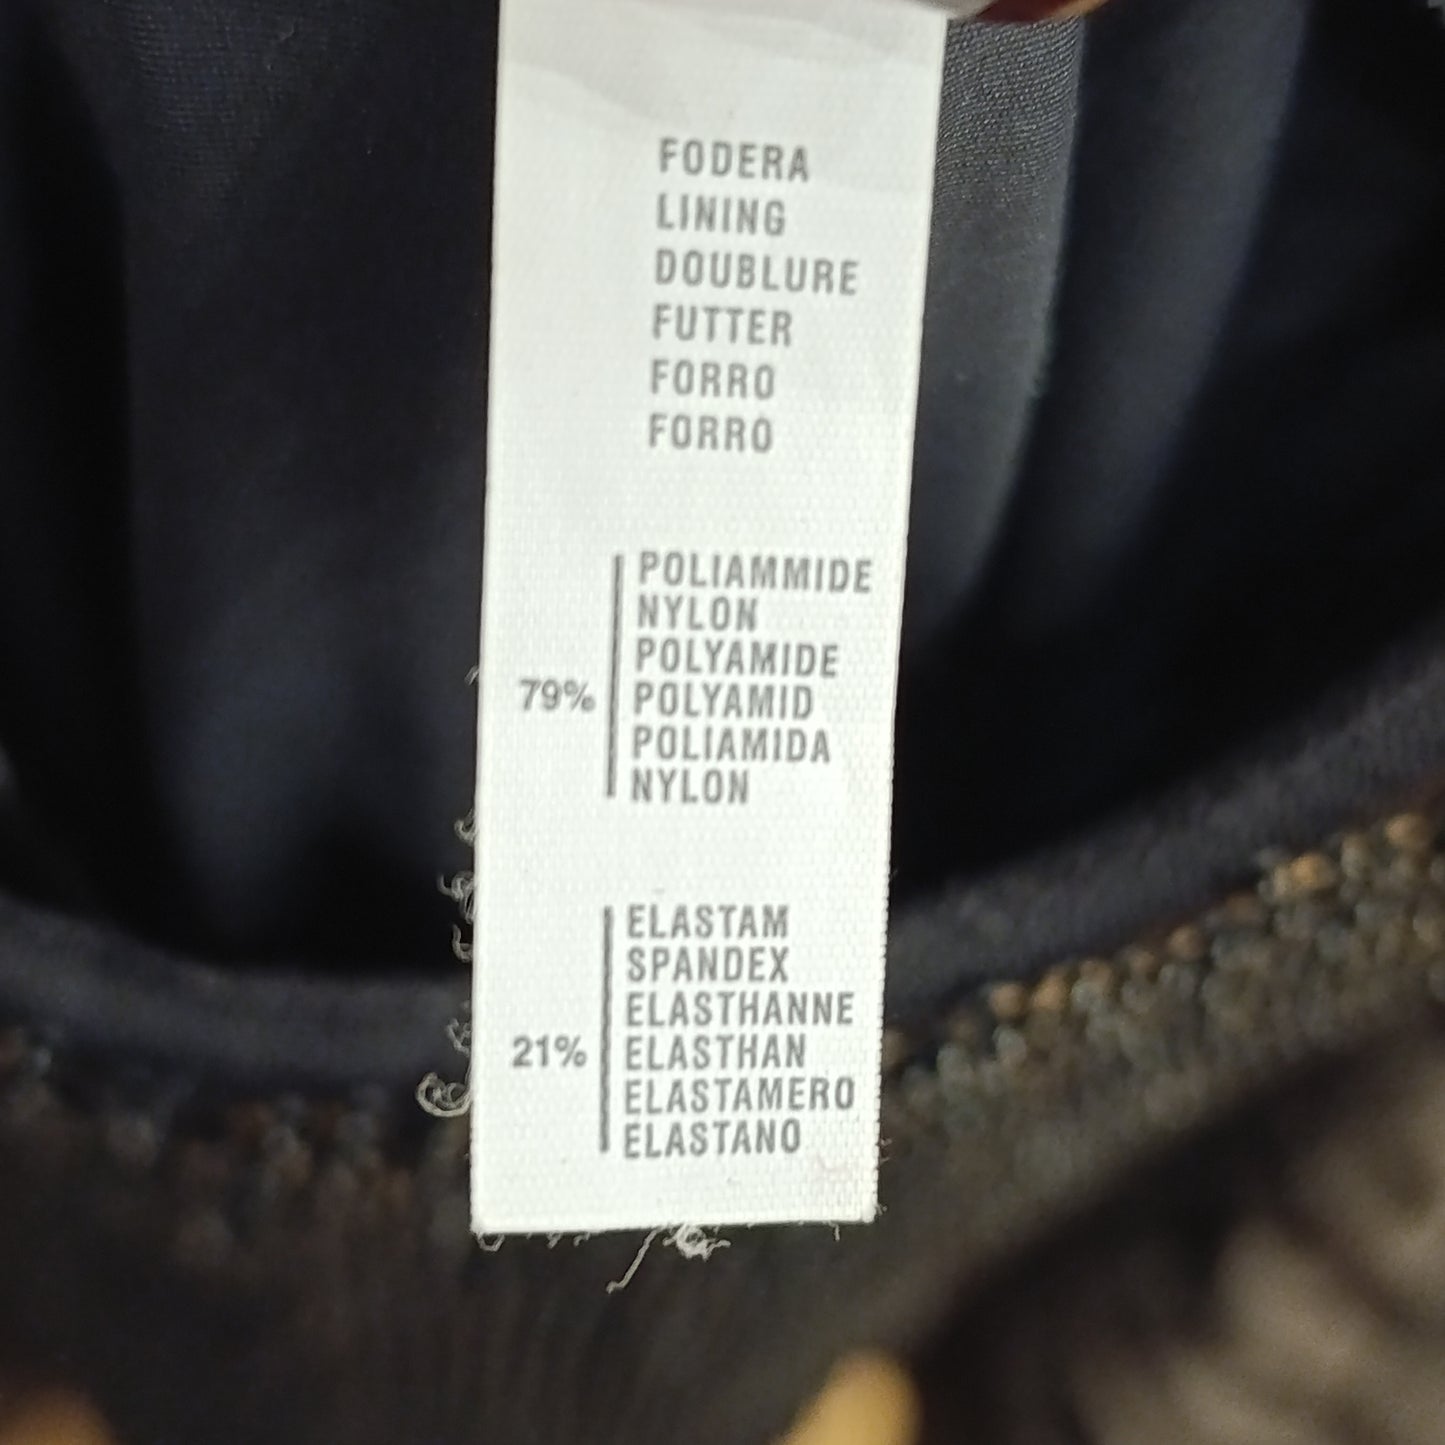 FODERA
LINING
DOUBLURE
FUTTER
FORRO
FORRO
POLIAMMIDE
NYLON
POLYAMIDE
79% POLYAMID
POLIAMIDA
NYLON
ELASTAM
SPANDEX
ELASTHANNE
21% ELASTHAN
ELASTAMERO
ELASTANO